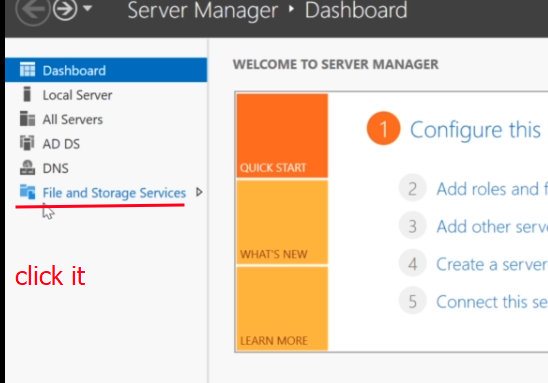 Server Manager • Dashboard
Dashboard
Local Server
All Servers
AD DS
DNS
File and Storage Services
click it
WELCOME TO SERVER MANAGER
QUICK START
WHAT'S NEW
LEARN MORE
1 Configure this
2 Add roles and f
3 Add other serve
4 Create a server
5 Connect this se